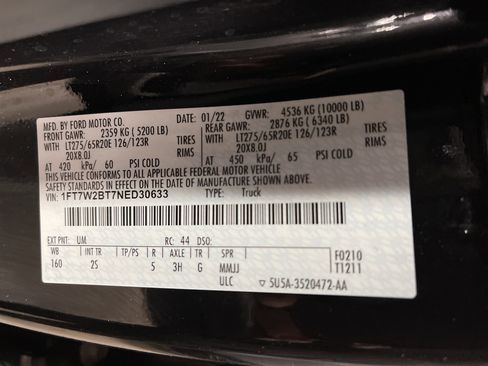 MFD. BY FORD MOTOR CO. DATE: 01/22 GVWR: 4536 KG (10000 LB)
FRONT GAWR: 2359 KG (5200 LB) REAR GAWR: 2876 KG (6340 LB)
WITH LT275/65R20E 126/123R TIRES WITH LT275/65R20E 126/123R TIRES
20X8.0J RIMS 20X8.0J RIMS
AT 420 kPa/ 60 PSI COLD AT 450 kPa/ 65 PSI COLD
THIS VEHICLE CONFORMS TO ALL APPLICABLE FEDERAL MOTOR VEHICLE
SAFETY STANDARDS IN EFFECT ON THE DATE OF MANUFACTURE SHOWN ABOVE.
VIN: 1FT7W2BT7NED30633 TYPE: Truck
EXT PNT: UM RC: 44 DSO:
WB INT TR TP/PS R AX TR SPR F0210
160 2S 5 3H G MMJJ T1211
ULC ▽ 5U5A-3520472-AA